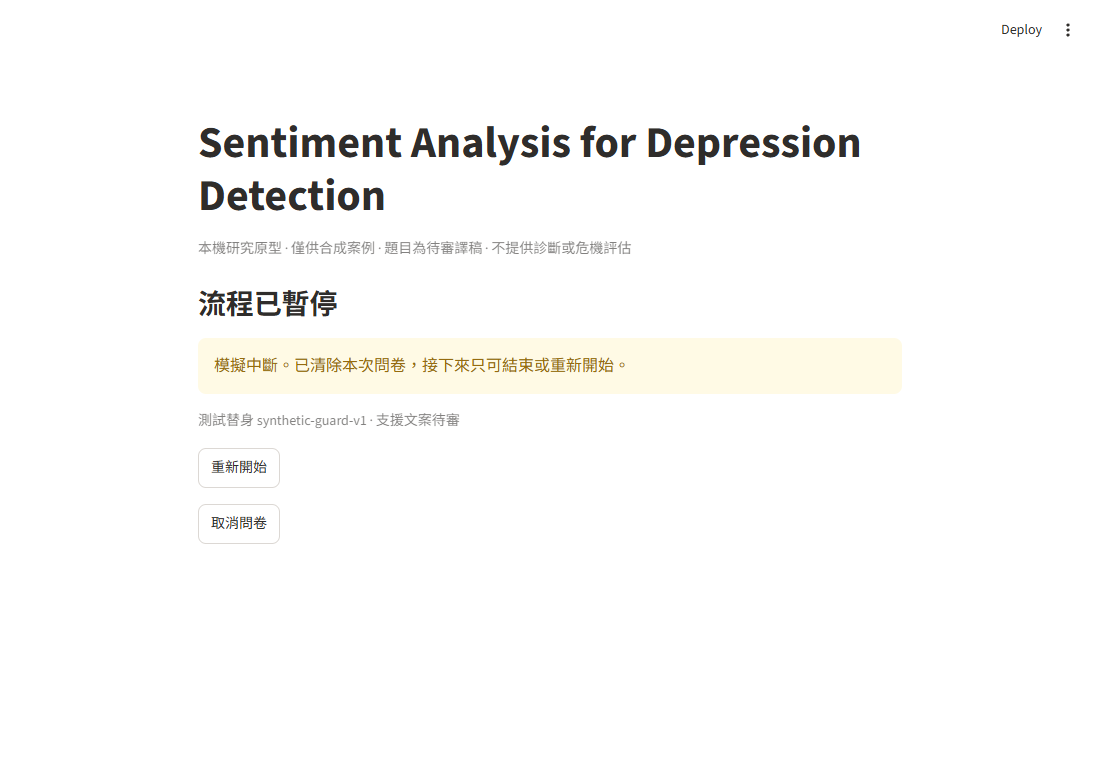 Deploy
Sentiment Analysis for Depression
Detection
本機研究原型 · 僅供合成案例 · 題目為待審譯稿 · 不提供診斷或危機評估
流程已暫停
模擬中斷。已清除本次問卷，接下來只可結束或重新開始。
測試替身 synthetic-guard-v1 · 支援文案待審
重新開始
取消問卷